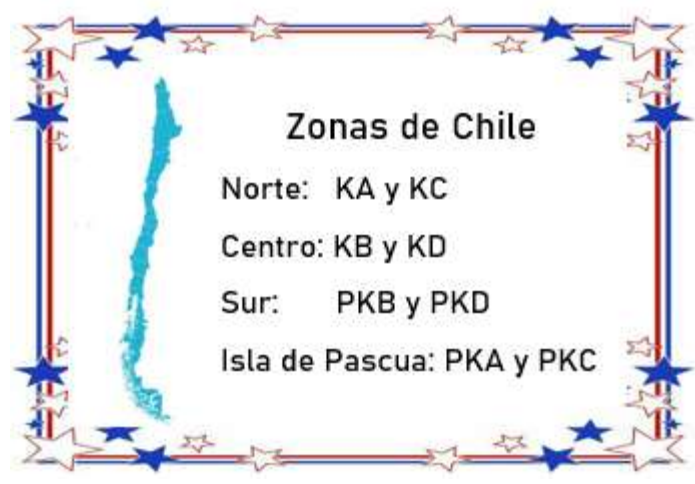 Zonas de Chile
Norte: KA y KC
Centro: KB y KD
Sur: PKB y PKD
Isla de Pascua: PKA y PKC